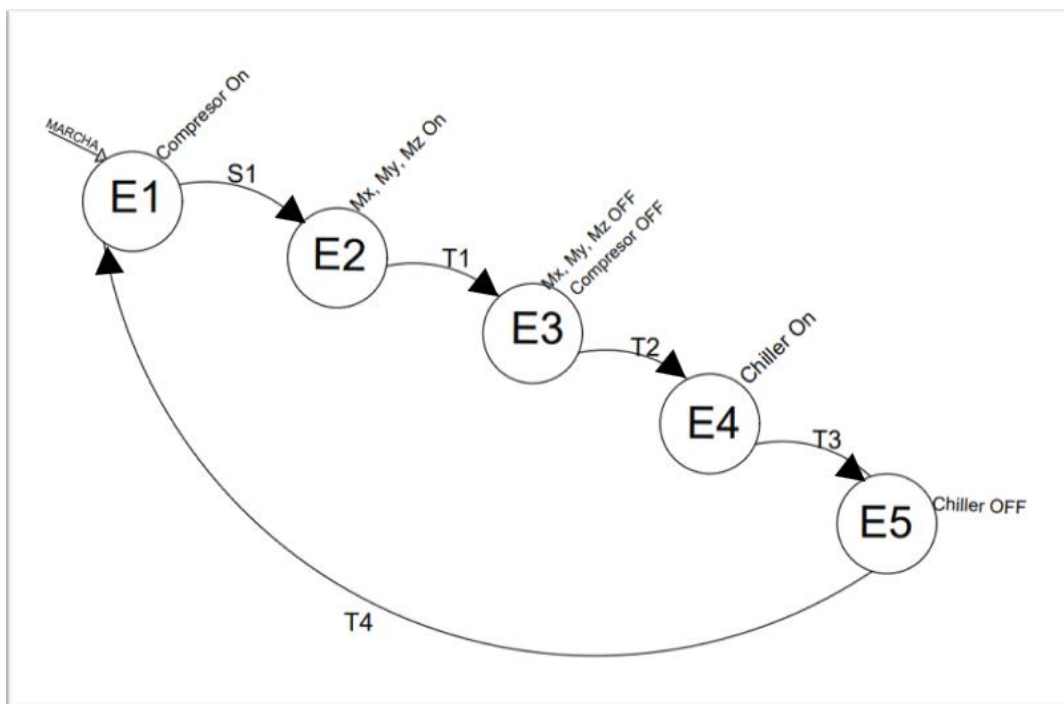 MARCHA
Compresor On
E1
S1
Mx, My, Mz On
E2
T1
Mx, My, Mz OFF
Compresor OFF
E3
T2
Chiller On
E4
T3
Chiller OFF
E5
T4